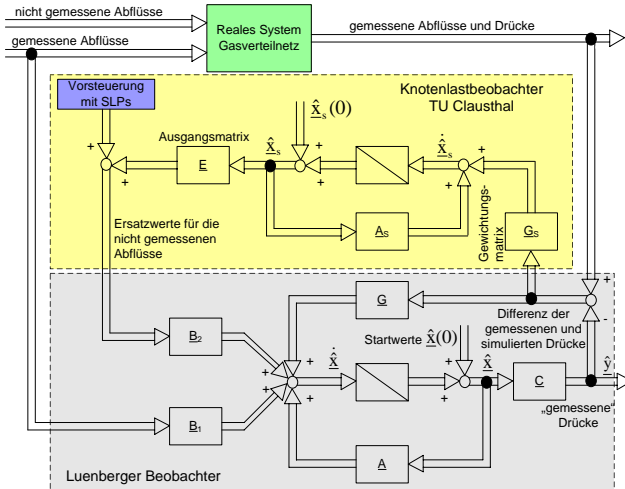 nicht gemessene Abflüsse
gemessene Abflüsse
Reales System
Gasverteilnetz
gemessene Abflüsse und Drücke
Vorsteuerung
mit SLPs
Knotenlastbeobachter
TU Clausthal
x̂s(0)
Ausgangsmatrix
+
+
E
x̂s
+
+
ẋ̂s
+
+
As
Gewichtungs-
matrix
Gs
Ersatzwerte für die
nicht gemessenen
Abflüsse
G
+
-
Differenz der
gemessenen und
simulierten Drücke
B2
Startwerte x̂(0)
+
+
+
+
ẋ̂
+
+
x̂
C
ŷ
„gemessene“
Drücke
B1
A
Luenberger Beobachter